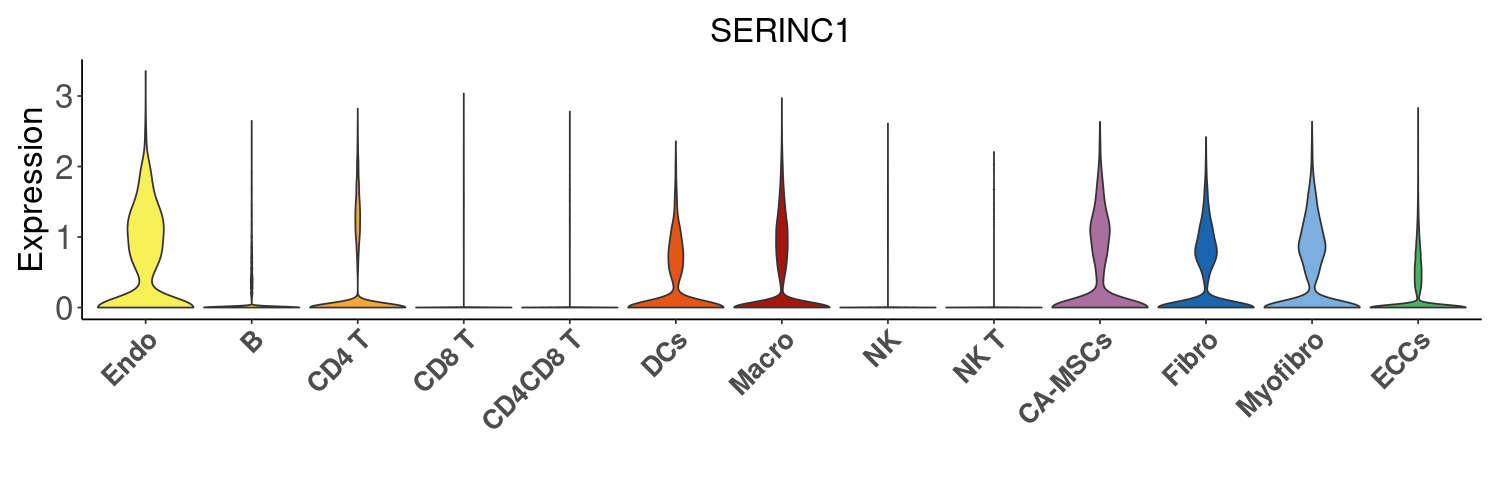 SERINC1
Expression
3
2
1
0
Endo
B
CD4 T
CD8 T
CD4CD8 T
DCs
Macro
NK
NK T
CA-MSCs
Fibro
Myofibro
ECCs